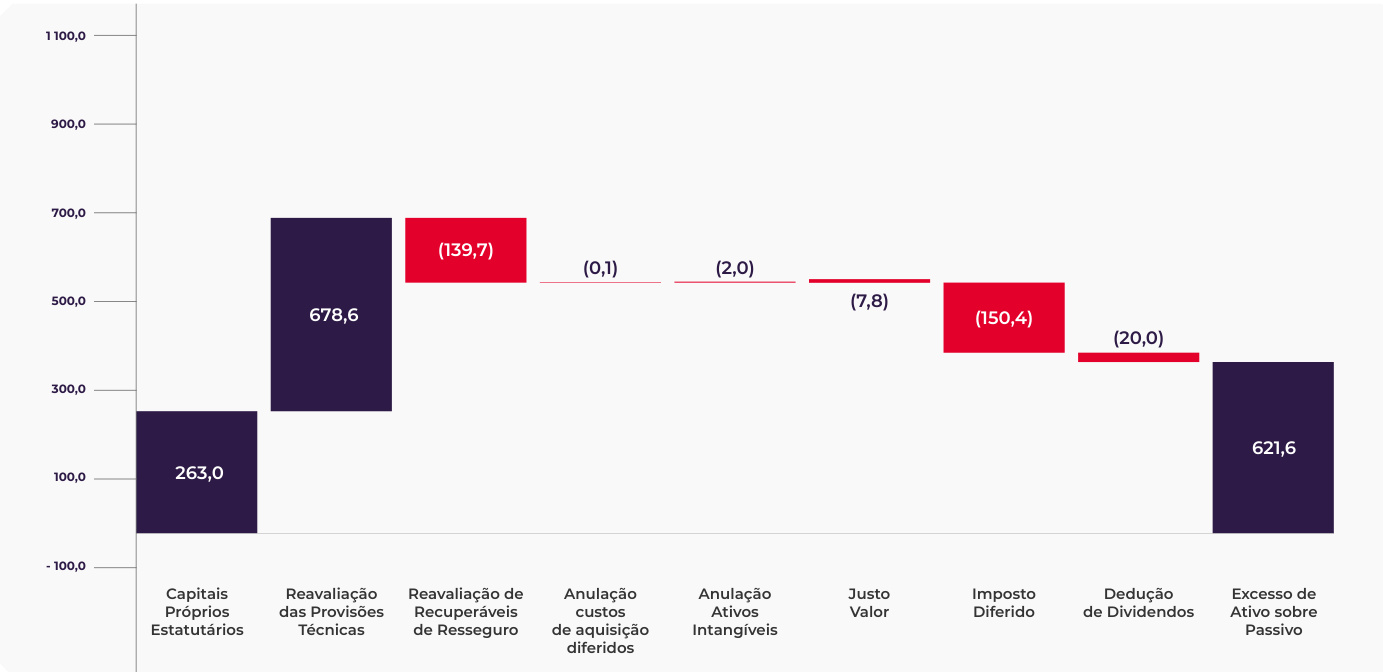 1 100,0
900,0
700,0
500,0
300,0
100,0
- 100,0
263,0
678,6
(139,7)
(0,1)
(2,0)
(7,8)
(150,4)
(20,0)
621,6
Capitais
Próprios
Estatutários
Reavaliação
das Provisões
Técnicas
Reavaliação de
Recuperáveis
de Resseguro
Anulação
custos
de aquisição
diferidos
Anulação
Ativos
Intangíveis
Justo
Valor
Imposto
Diferido
Dedução
de Dividendos
Excesso de
Ativo sobre
Passivo